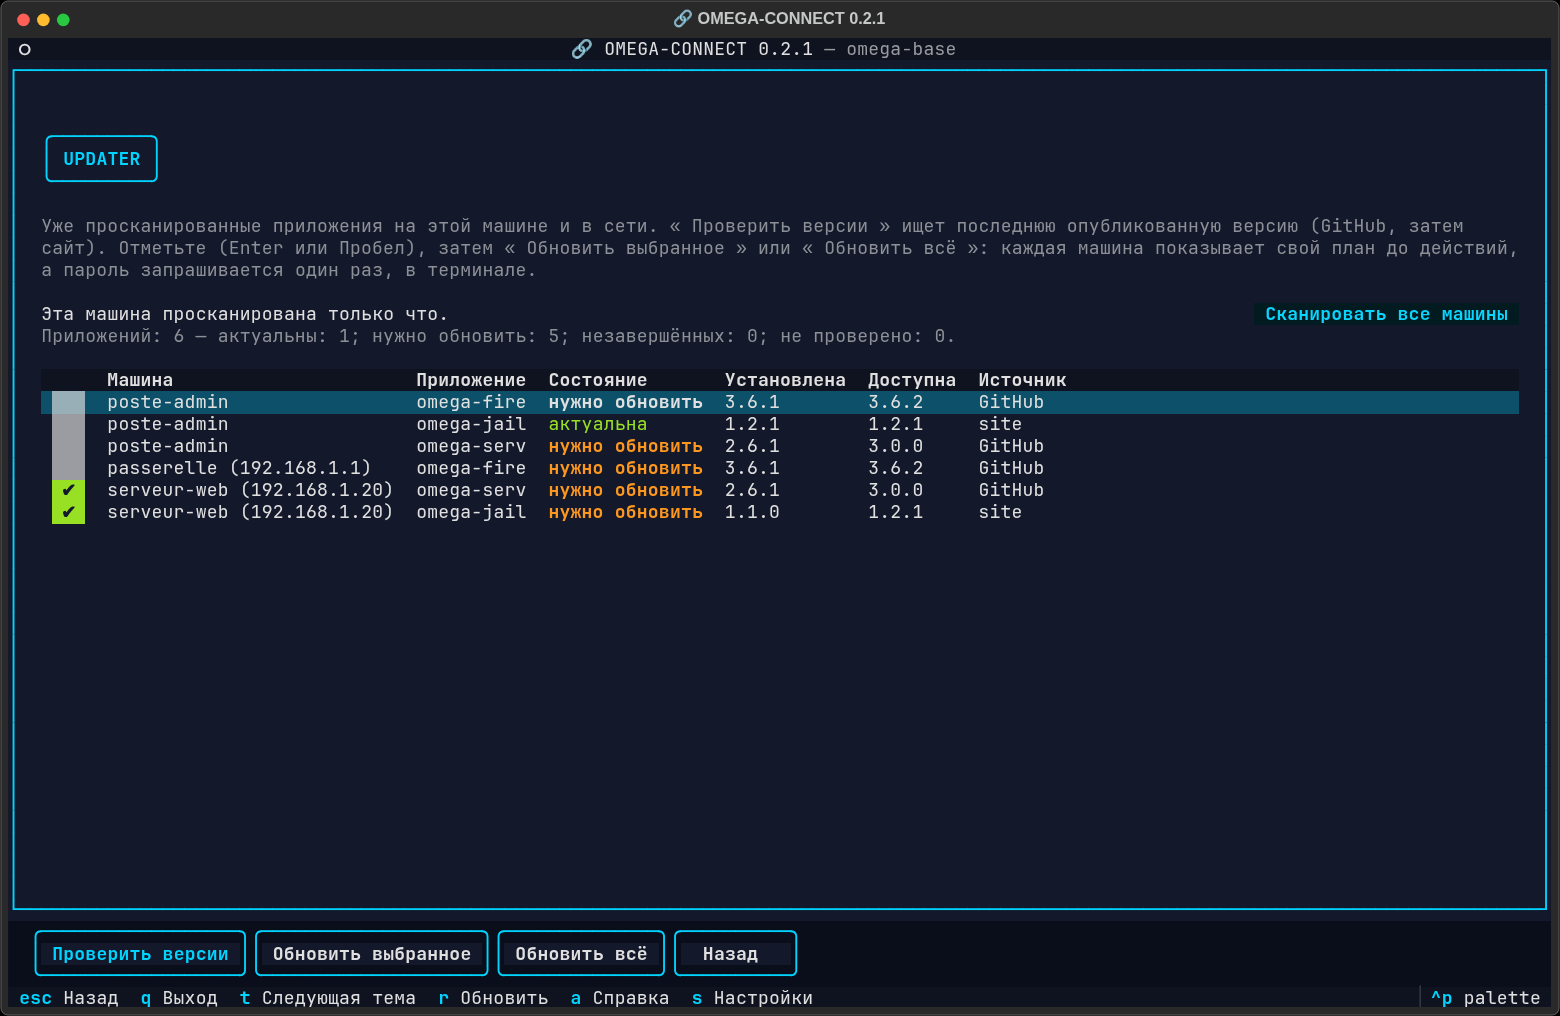 🔗 OMEGA-CONNECT 0.2.1
🔗 OMEGA-CONNECT 0.2.1 — omega-base
UPDATER
Уже просканированные приложения на этой машине и в сети. « Проверить версии » ищет последнюю опубликованную версию (GitHub, затем
сайт). Отметьте (Enter или Пробел), затем « Обновить выбранное » или « Обновить всё »: каждая машина показывает свой план до действий,
а пароль запрашивается один раз, в терминале.
Эта машина просканирована только что. Сканировать все машины
Приложений: 6 — актуальны: 1; нужно обновить: 5; незавершённых: 0; не проверено: 0.
Машина Приложение Состояние Установлена Доступна Источник
poste-admin omega-fire нужно обновить 3.6.1 3.6.2 GitHub
poste-admin omega-jail актуальна 1.2.1 1.2.1 site
poste-admin omega-serv нужно обновить 2.6.1 3.0.0 GitHub
passerelle (192.168.1.1) omega-fire нужно обновить 3.6.1 3.6.2 GitHub
✔ serveur-web (192.168.1.20) omega-serv нужно обновить 2.6.1 3.0.0 GitHub
✔ serveur-web (192.168.1.20) omega-jail нужно обновить 1.1.0 1.2.1 site
Проверить версии Обновить выбранное Обновить всё Назад
esc Назад q Выход t Следующая тема r Обновить a Справка s Настройки ^p palette